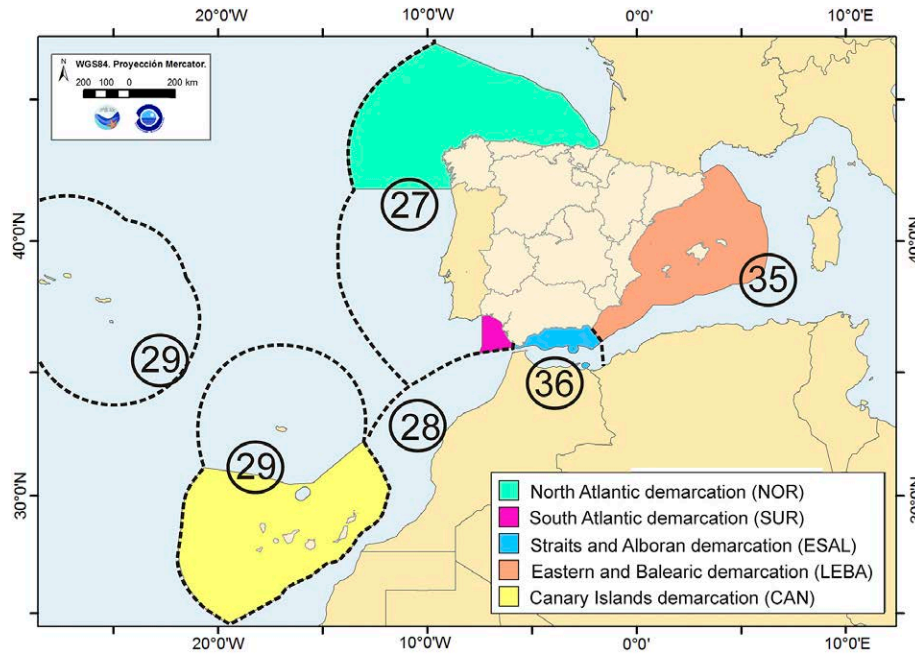 20°0'W 10°0'W 0°0' 10°0'E
N WGS84. Proyección Mercator.
200 100 0 200 km
40°0'N 40°0'N
30°0'N
27
35
29
36
28
29
North Atlantic demarcation (NOR)
South Atlantic demarcation (SUR)
Straits and Alboran demarcation (ESAL)
Eastern and Balearic demarcation (LEBA)
Canary Islands demarcation (CAN)
20°0'W 10°0'W 0°0' 10°0'E